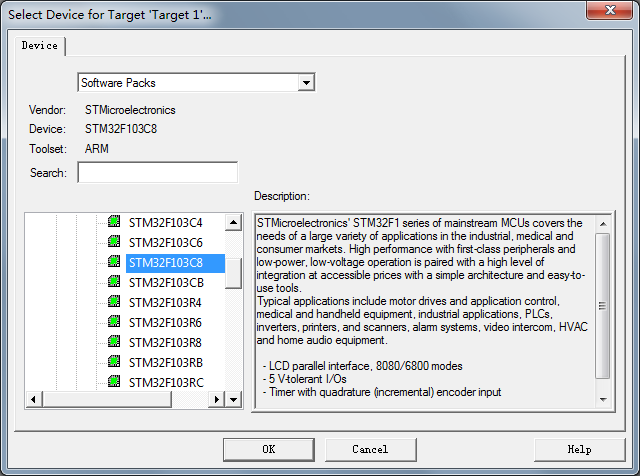 Select Device for Target 'Target 1'...
Device
Software Packs
Vendor: STMicroelectronics
Device: STM32F103C8
Toolset: ARM
Search:
Description:
STM32F103C4
STM32F103C6
STM32F103C8
STM32F103CB
STM32F103R4
STM32F103R6
STM32F103R8
STM32F103RB
STM32F103RC
STMicroelectronics' STM32F1 series of mainstream MCUs covers the
needs of a large variety of applications in the industrial, medical and
consumer markets. High performance with first-class peripherals and
low-power, low-voltage operation is paired with a high level of
integration at accessible prices with a simple architecture and easy-to-
use tools.
Typical applications include motor drives and application control,
medical and handheld equipment, industrial applications, PLCs,
inverters, printers, and scanners, alarm systems, video intercom, HVAC
and home audio equipment.
- LCD parallel interface, 8080/6800 modes
- 5 V-tolerant I/Os
- Timer with quadrature (incremental) encoder input
OK
Cancel
Help